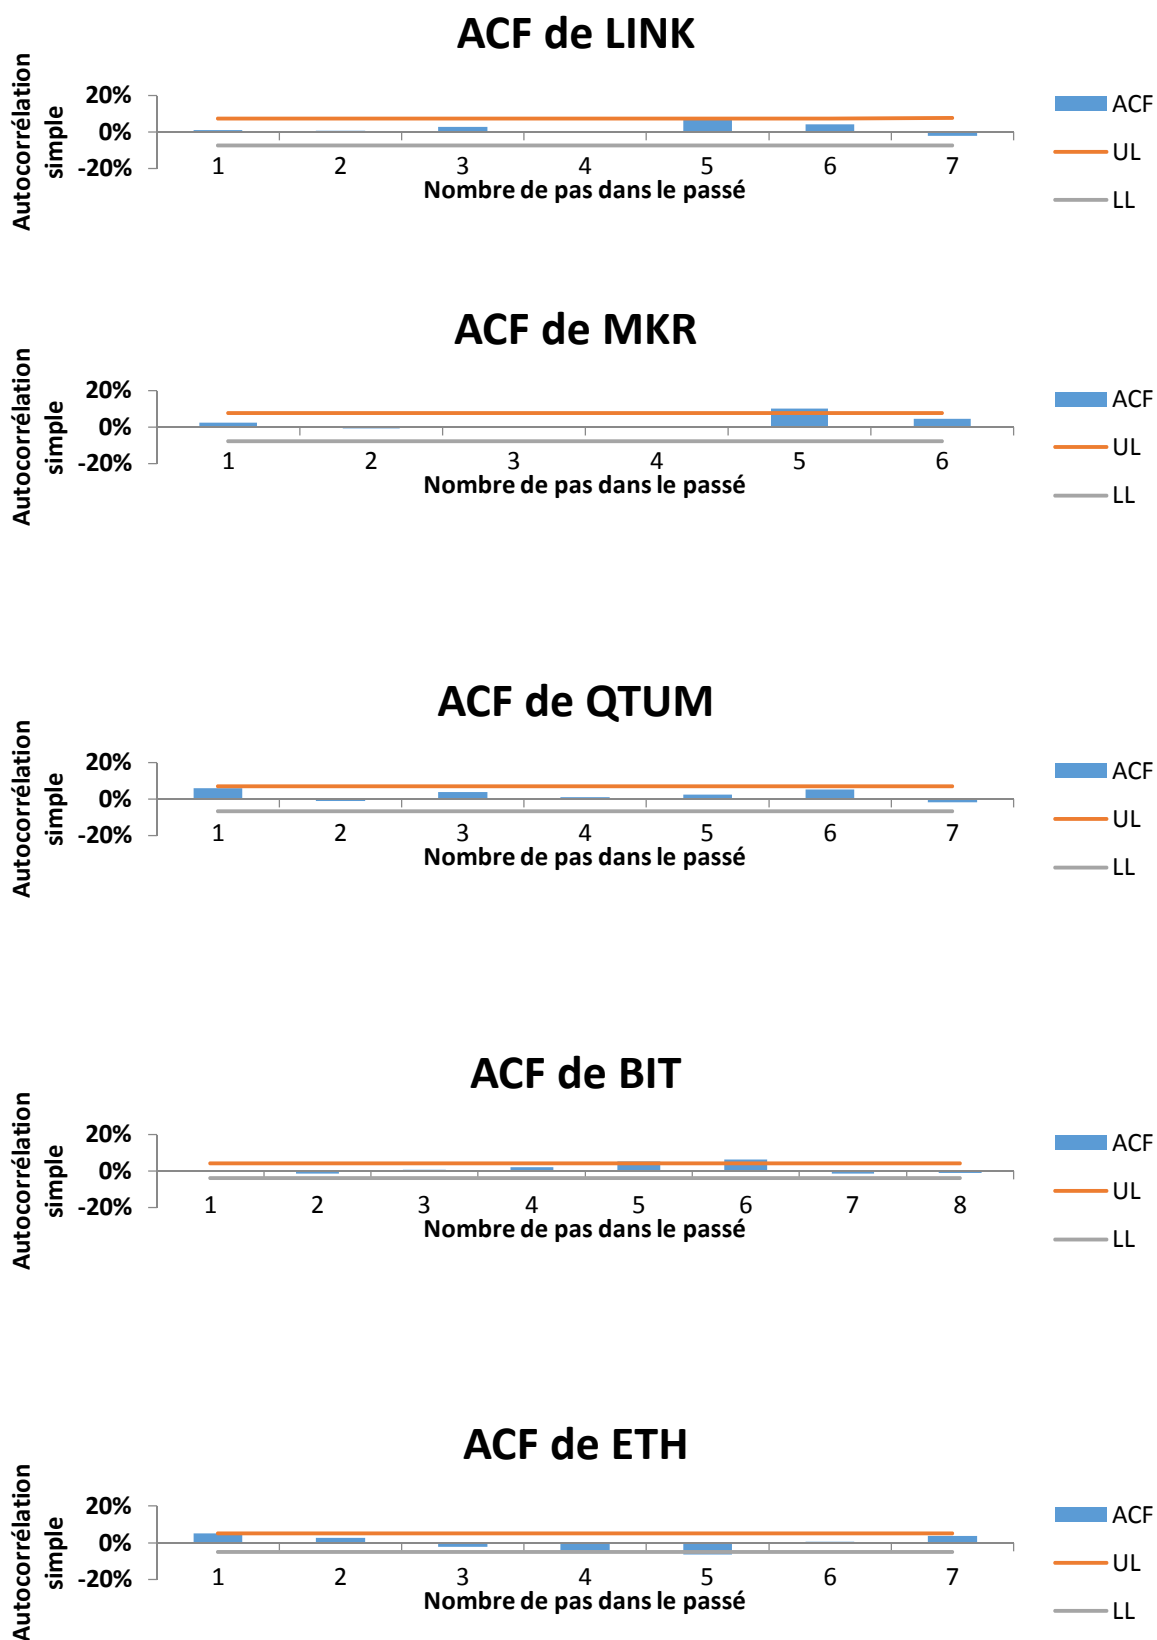 ACF de LINK
Autocorrélation
simple
20%
0%
-20%
1 2 3 4 5 6 7
Nombre de pas dans le passé
ACF
UL
LL
ACF de MKR
Autocorrélation
simple
20%
0%
-20%
1 2 3 4 5 6
Nombre de pas dans le passé
ACF
UL
LL
ACF de QTUM
Autocorrélation
simple
20%
0%
-20%
1 2 3 4 5 6 7
Nombre de pas dans le passé
ACF
UL
LL
ACF de BIT
Autocorrélation
simple
20%
0%
-20%
1 2 3 4 5 6 7 8
Nombre de pas dans le passé
ACF
UL
LL
ACF de ETH
Autocorrélation
simple
20%
0%
-20%
1 2 3 4 5 6 7
Nombre de pas dans le passé
ACF
UL
LL